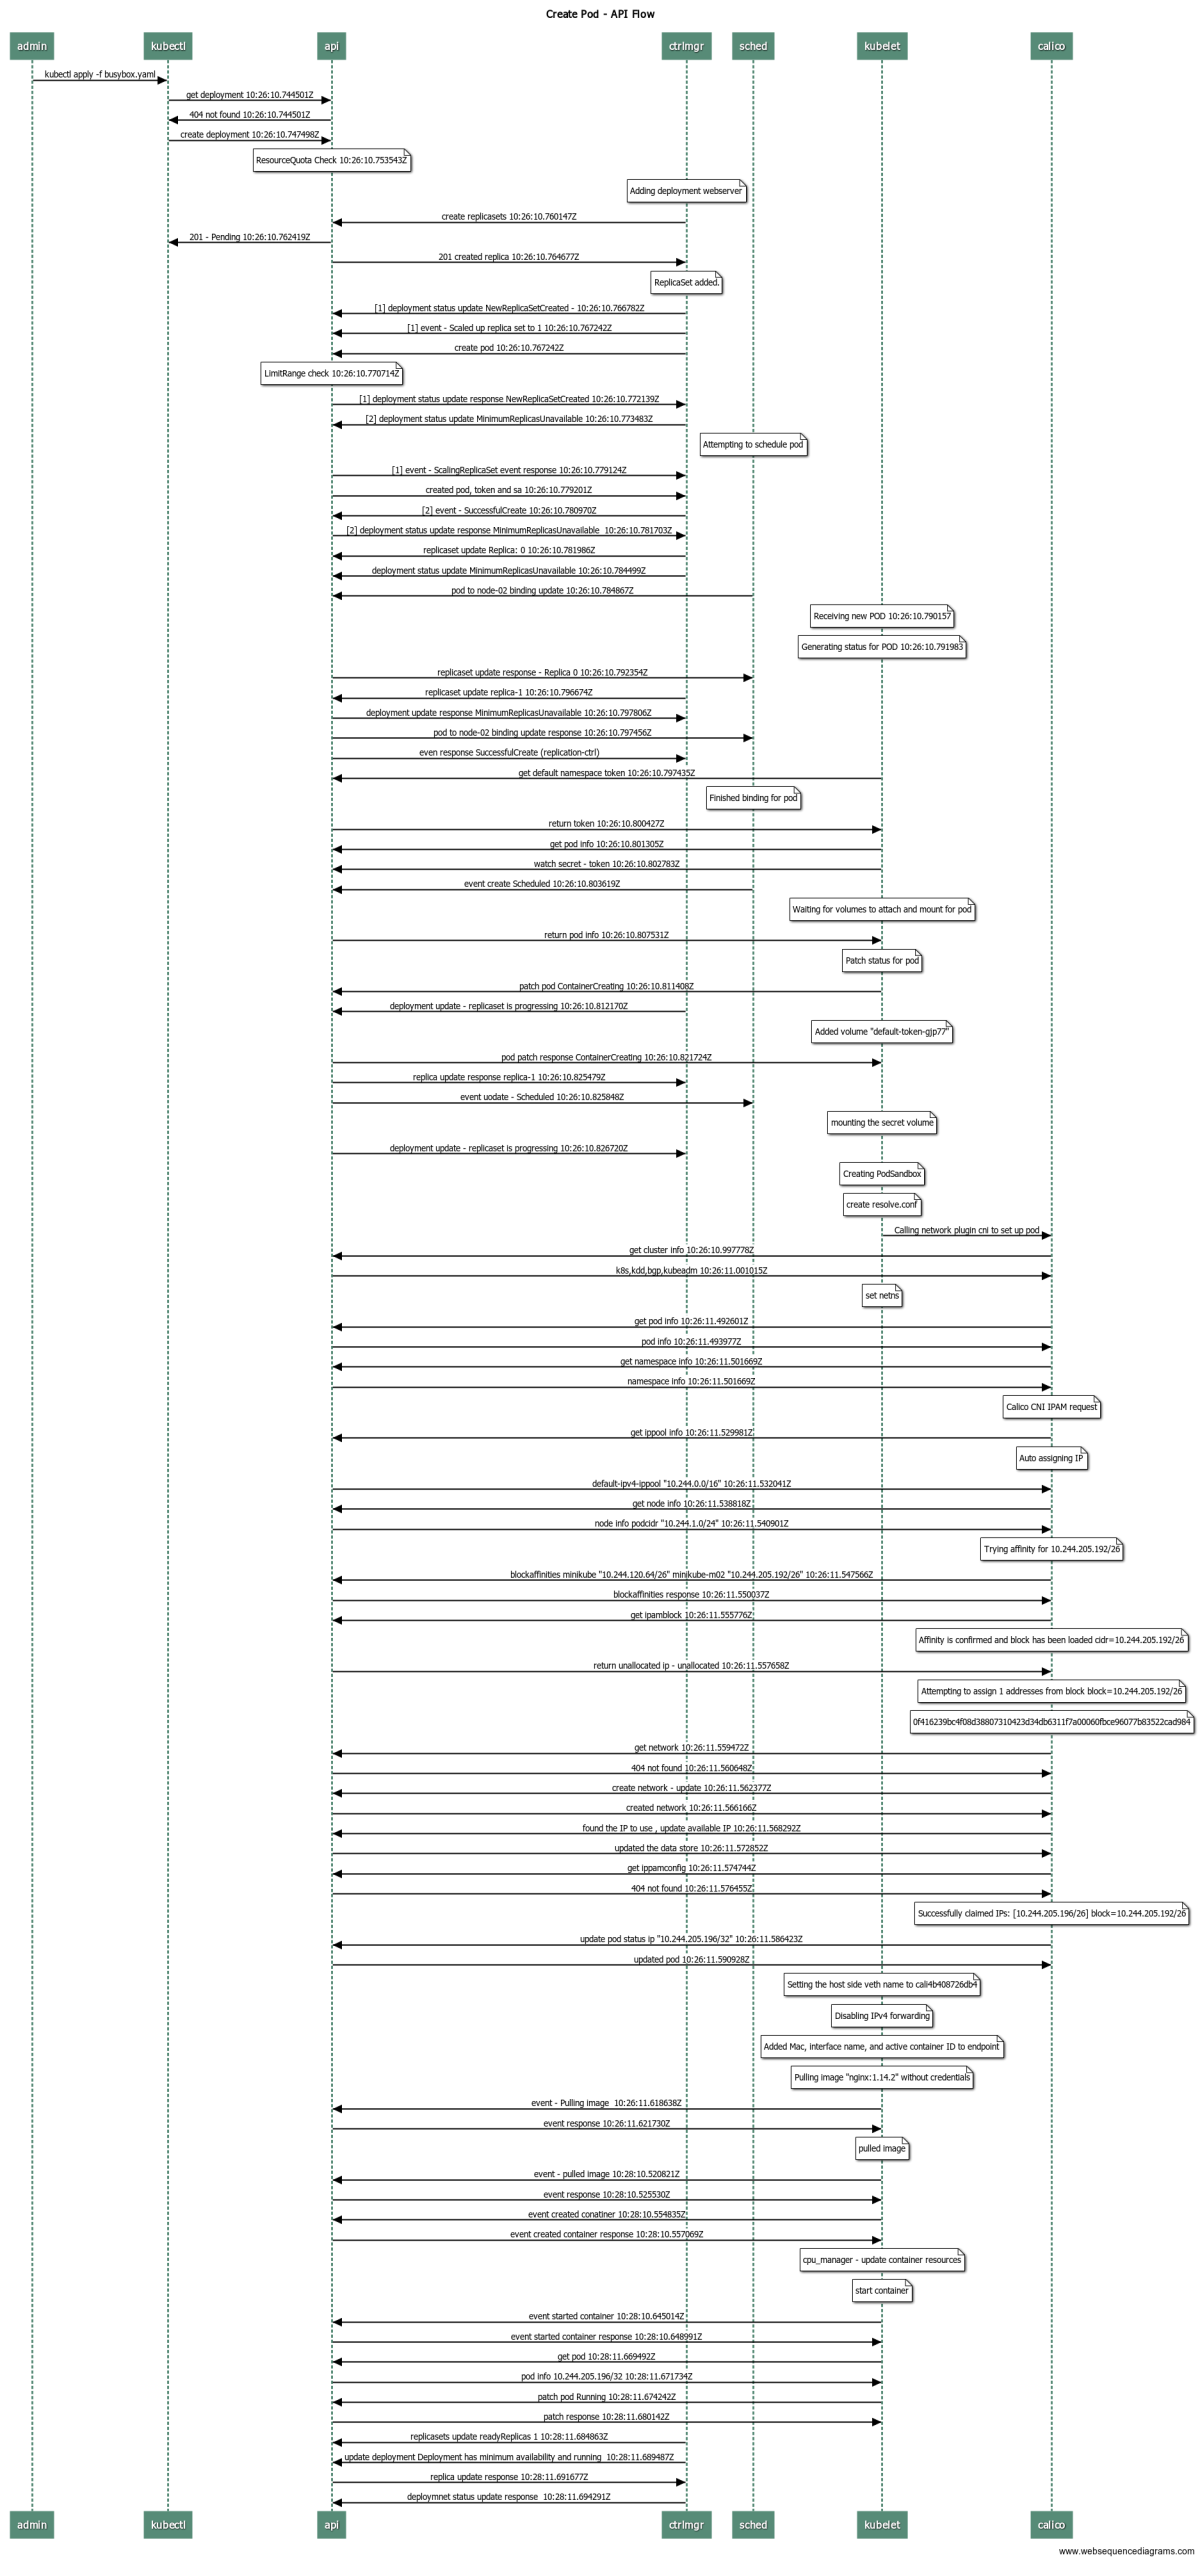 Create Pod - API Flow
admin
kubectl
api
ctrlmgr
sched
kubelet
calico
kubectl apply -f busybox.yaml
get deployment 10:26:10.744501Z
404 not found 10:26:10.744501Z
create deployment 10:26:10.747498Z
ResourceQuota Check 10:26:10.753543Z
Adding deployment webserver
create replicasets 10:26:10.760147Z
201 - Pending 10:26:10.762419Z
201 created replica 10:26:10.764677Z
ReplicaSet added.
[1] deployment status update NewReplicaSetCreated - 10:26:10.766782Z
[1] event - Scaled up replica set to 1 10:26:10.767242Z
create pod 10:26:10.767242Z
LimitRange check 10:26:10.770714Z
[1] deployment status update response NewReplicaSetCreated 10:26:10.772139Z
[2] deployment status update MinimumReplicasUnavailable 10:26:10.773483Z
Attempting to schedule pod
[1] event - ScalingReplicaSet event response 10:26:10.779124Z
created pod, token and sa 10:26:10.779201Z
[2] event - SuccessfulCreate 10:26:10.780970Z
[2] deployment status update response MinimumReplicasUnavailable 10:26:10.781703Z
replicaset update Replica: 0 10:26:10.781986Z
deployment status update MinimumReplicasUnavailable 10:26:10.784499Z
pod to node-02 binding update 10:26:10.784867Z
Receiving new POD 10:26:10.790157
Generating status for POD 10:26:10.791983
replicaset update response - Replica 0 10:26:10.792354Z
replicaset update replica-1 10:26:10.796674Z
deployment update response MinimumReplicasUnavailable 10:26:10.797806Z
pod to node-02 binding update response 10:26:10.797456Z
even response SuccessfulCreate (replication-ctrl)
get default namespace token 10:26:10.797435Z
Finished binding for pod
return token 10:26:10.800427Z
get pod info 10:26:10.801305Z
watch secret - token 10:26:10.802783Z
event create Scheduled 10:26:10.803619Z
Waiting for volumes to attach and mount for pod
return pod info 10:26:10.807531Z
Patch status for pod
patch pod ContainerCreating 10:26:10.811408Z
deployment update - replicaset is progressing 10:26:10.812170Z
Added volume "default-token-gjp77"
pod patch response ContainerCreating 10:26:10.821724Z
replica update response replica-1 10:26:10.825479Z
event uodate - Scheduled 10:26:10.825848Z
mounting the secret volume
deployment update - replicaset is progressing 10:26:10.826720Z
Creating PodSandbox
create resolve.conf
Calling network plugin cni to set up pod
get cluster info 10:26:10.997778Z
k8s,kdd,bgp,kubeadm 10:26:11.001015Z
set netns
get pod info 10:26:11.492601Z
pod info 10:26:11.493977Z
get namespace info 10:26:11.501669Z
namespace info 10:26:11.501669Z
Calico CNI IPAM request
get ippool info 10:26:11.529981Z
Auto assigning IP
default-ipv4-ippool "10.244.0.0/16" 10:26:11.532041Z
get node info 10:26:11.538818Z
node info podcidr "10.244.1.0/24" 10:26:11.540901Z
Trying affinity for 10.244.205.192/26
blockaffinities minikube "10.244.120.64/26" minikube-m02 "10.244.205.192/26" 10:26:11.547566Z
blockaffinities response 10:26:11.550037Z
get ipamblock 10:26:11.555776Z
Affinity is confirmed and block has been loaded cidr=10.244.205.192/26
return unallocated ip - unallocated 10:26:11.557658Z
Attempting to assign 1 addresses from block block=10.244.205.192/26
0f416239bc4f08d38807310423d34db6311f7a00060fbce96077b83522cad984
get network 10:26:11.559472Z
404 not found 10:26:11.560648Z
create network - update 10:26:11.562377Z
created network 10:26:11.566166Z
found the IP to use , update available IP 10:26:11.568292Z
updated the data store 10:26:11.572852Z
get ippamconfig 10:26:11.574744Z
404 not found 10:26:11.576455Z
Successfully claimed IPs: [10.244.205.196/26] block=10.244.205.192/26
update pod status ip "10.244.205.196/32" 10:26:11.586423Z
updated pod 10:26:11.590928Z
Setting the host side veth name to cali4b408726db4
Disabling IPv4 forwarding
Added Mac, interface name, and active container ID to endpoint
Pulling image "nginx:1.14.2" without credentials
event - Pulling image 10:26:11.618638Z
event response 10:26:11.621730Z
pulled image
event - pulled image 10:28:10.520821Z
event response 10:28:10.525530Z
event created conatiner 10:28:10.554835Z
event created container response 10:28:10.557069Z
cpu_manager - update container resources
start container
event started container 10:28:10.645014Z
event started container response 10:28:10.648991Z
get pod 10:28:11.669492Z
pod info 10.244.205.196/32 10:28:11.671734Z
patch pod Running 10:28:11.674242Z
patch response 10:28:11.680142Z
replicasets update readyReplicas 1 10:28:11.684863Z
update deployment Deployment has minimum availability and running 10:28:11.689487Z
replica update response 10:28:11.691677Z
deploymnet status update response 10:28:11.694291Z
admin
kubectl
api
ctrlmgr
sched
kubelet
calico
www.websequencediagrams.com